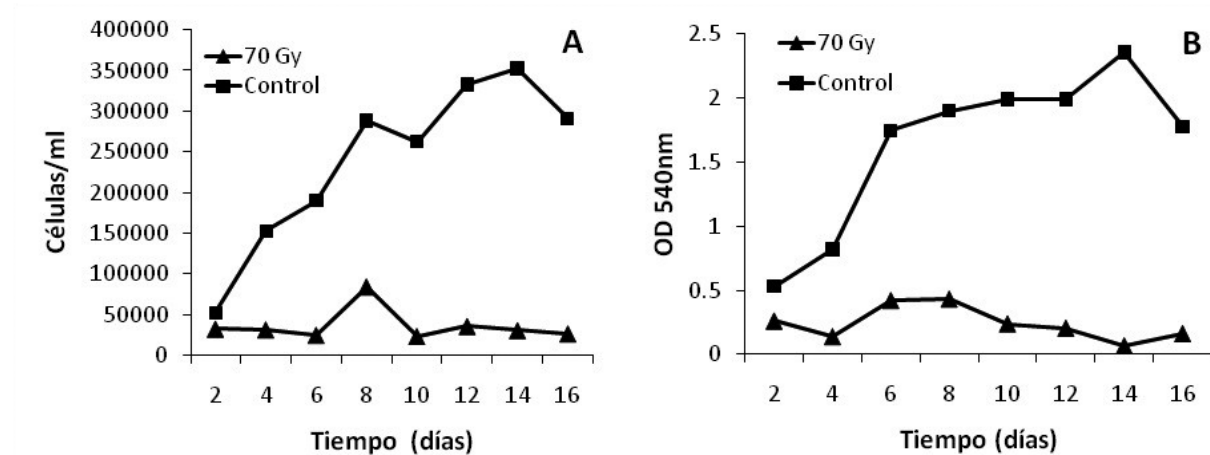 A
70 Gy
Control
Células/ml
400000
350000
300000
250000
200000
150000
100000
50000
0
2 4 6 8 10 12 14 16
Tiempo (días)
B
70 Gy
Control
OD 540nm
2.5
2
1.5
1
0.5
0
2 4 6 8 10 12 14 16
Tiempo (días)